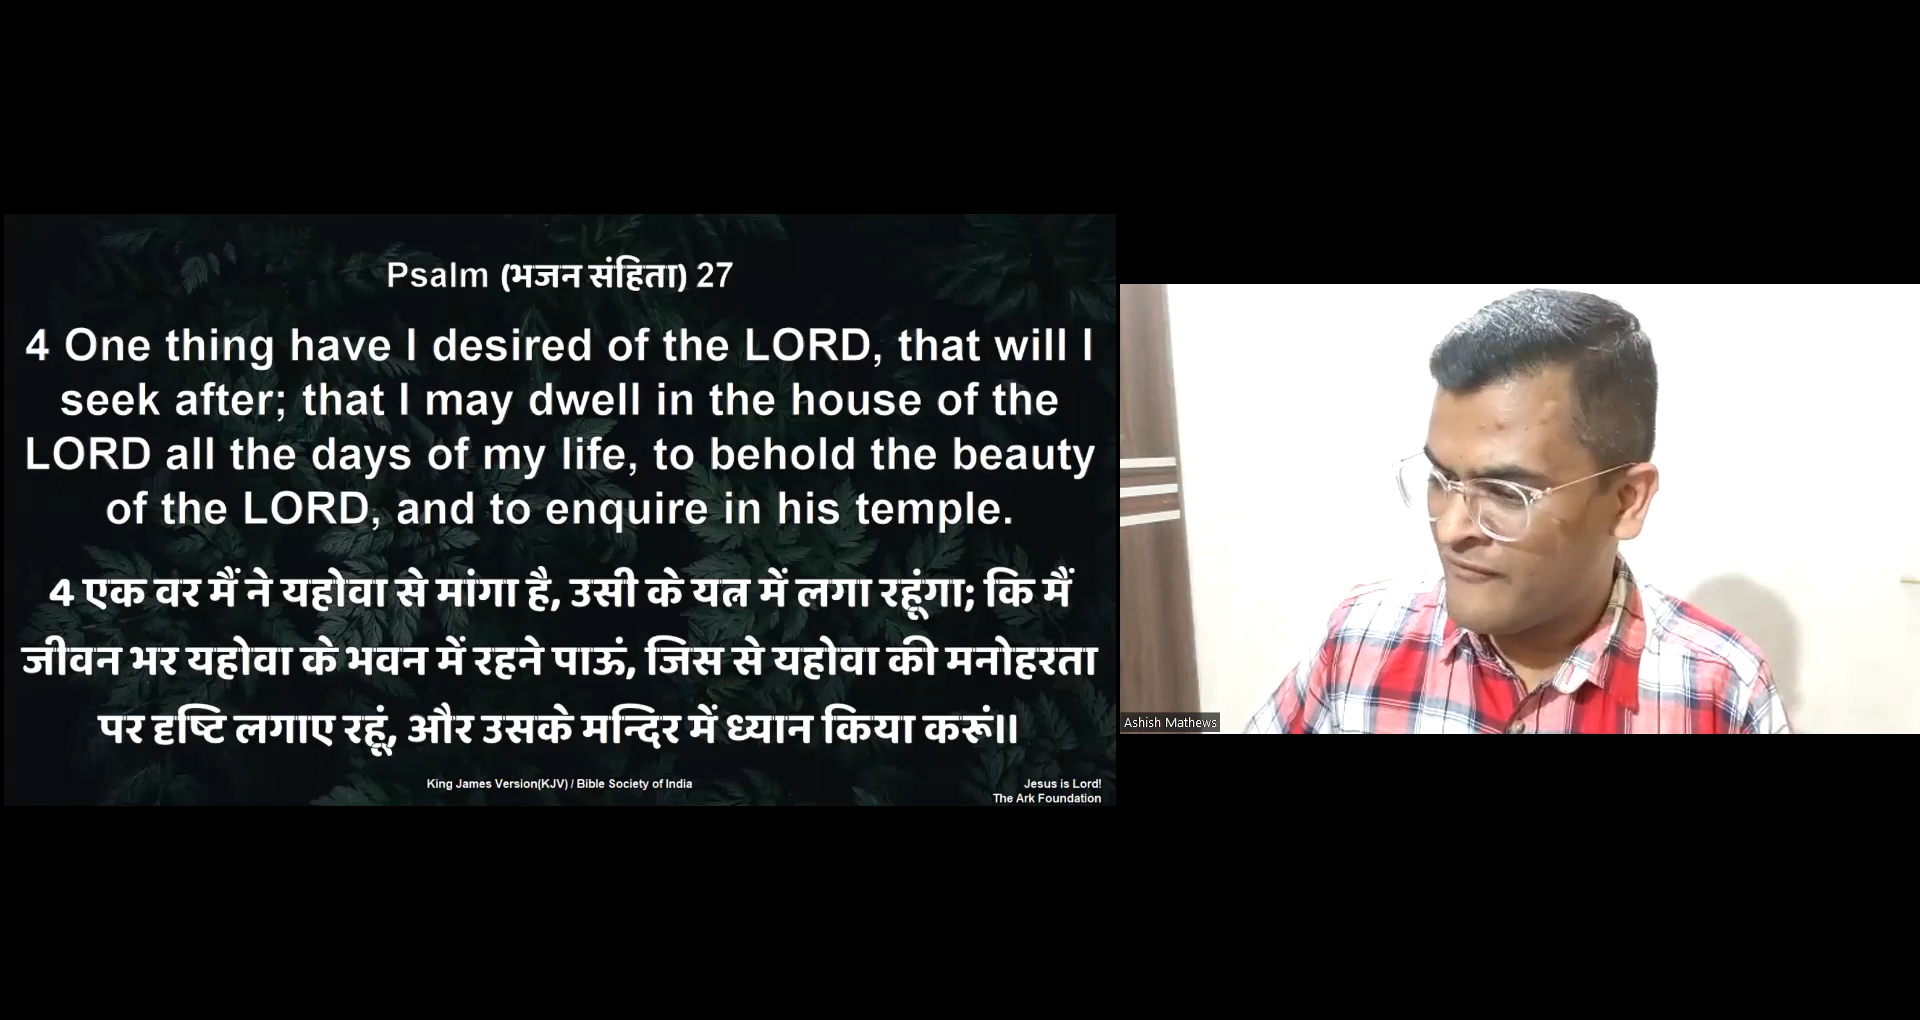 Psalm (भजन संहिता) 27
4 One thing have I desired of the LORD, that will I
seek after; that I may dwell in the house of the
LORD all the days of my life, to behold the beauty
of the LORD, and to enquire in his temple.
4 एक वर मैं ने यहोवा से मांगा है, उसी के यत्न में लगा रहूंगा; कि मैं
जीवन भर यहोवा के भवन में रहने पाऊं, जिस से यहोवा की मनोहरता
पर दृष्टि लगाए रहूं, और उसके मन्दिर में ध्यान किया करूं॥
King James Version(KJV) / Bible Society of India
Jesus is Lord!
The Ark Foundation
Ashish Mathews